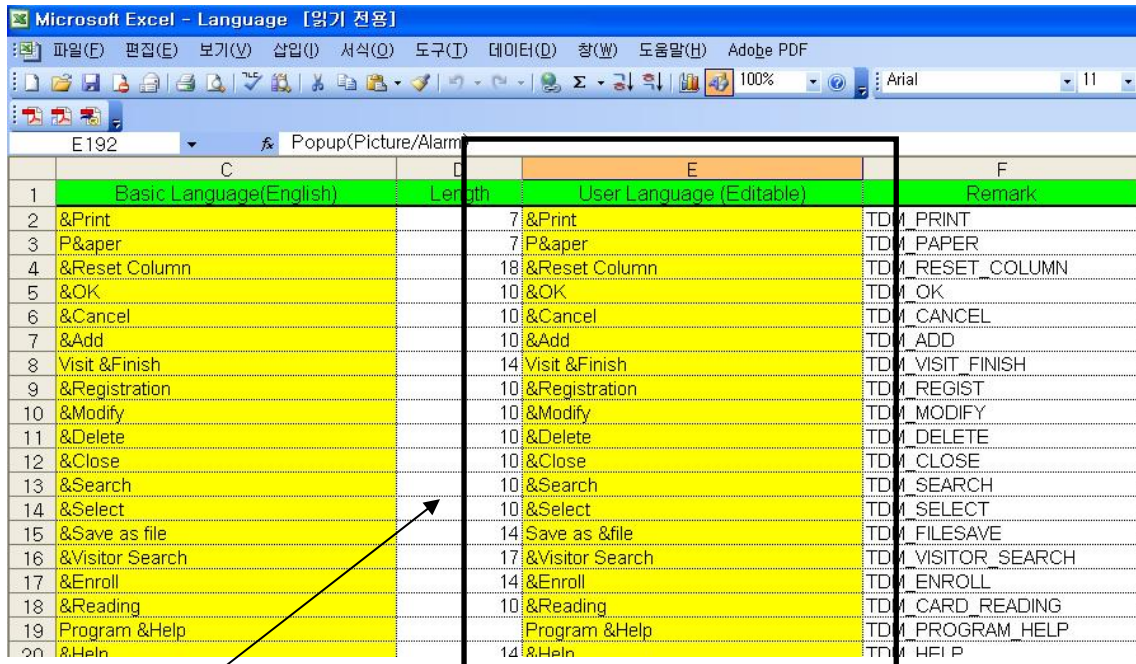 Microsoft Excel - Language [읽기 전용]
파일(F) 편집(E) 보기(V) 삽입(I) 서식(O) 도구(T) 데이터(D) 창(W) 도움말(H) Adobe PDF
100% Arial 11
E192 fx Popup(Picture/Alarm)
C D E F
1 Basic Language(English) Length User Language (Editable) Remark
2 &Print 7 &Print TDM_PRINT
3 P&aper 7 P&aper TDM_PAPER
4 &Reset Column 18 &Reset Column TDM_RESET_COLUMN
5 &OK 10 &OK TDM_OK
6 &Cancel 10 &Cancel TDM_CANCEL
7 &Add 10 &Add TDM_ADD
8 Visit &Finish 14 Visit &Finish TDM_VISIT_FINISH
9 &Registration 10 &Registration TDM_REGIST
10 &Modify 10 &Modify TDM_MODIFY
11 &Delete 10 &Delete TDM_DELETE
12 &Close 10 &Close TDM_CLOSE
13 &Search 10 &Search TDM_SEARCH
14 &Select 10 &Select TDM_SELECT
15 &Save as file 14 Save as &file TDM_FILESAVE
16 &Visitor Search 17 &Visitor Search TDM_VISITOR_SEARCH
17 &Enroll 14 &Enroll TDM_ENROLL
18 &Reading 10 &Reading TDM_CARD_READING
19 Program &Help Program &Help TDM_PROGRAM_HELP
20 &Help 14 &Help TDM_HELP